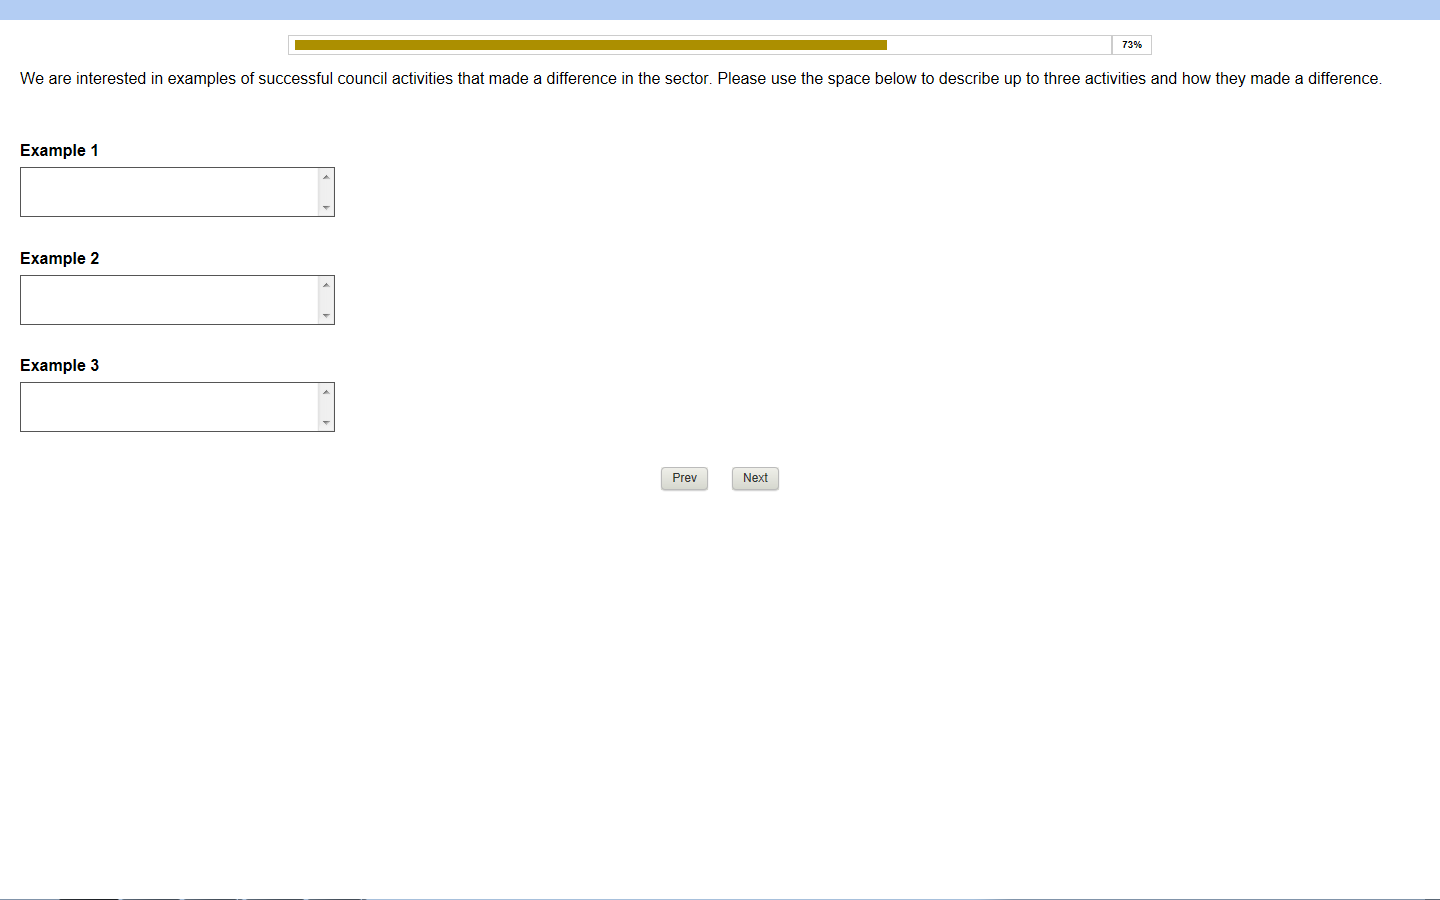 73%
We are interested in examples of successful council activities that made a difference in the sector. Please use the space below to describe up to three activities and how they made a difference.
Example 1
Example 2
Example 3
Prev
Next